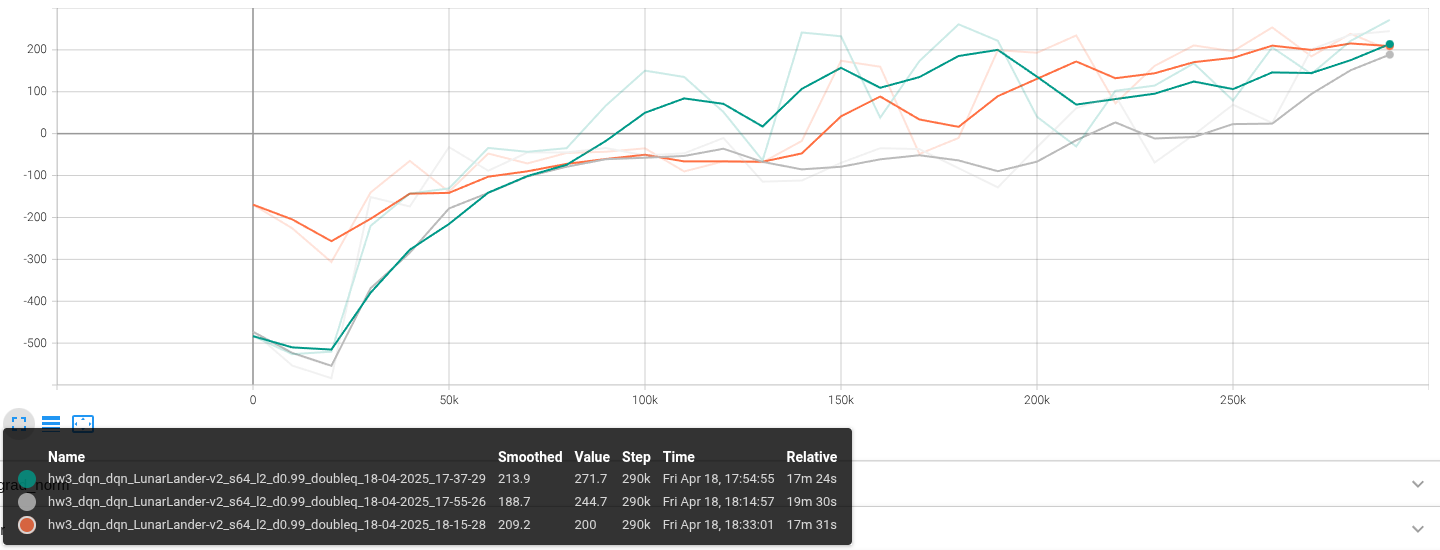 200
100
0
-100
-200
-300
-400
-500
0 50k 100k 150k 200k 250k
Name Smoothed Value Step Time Relative
hw3_dqn_dqn_LunarLander-v2_s64_l2_d0.99_doubleq_18-04-2025_17-37-29 213.9 271.7 290k Fri Apr 18, 17:54:55 17m 24s
hw3_dqn_dqn_LunarLander-v2_s64_l2_d0.99_doubleq_18-04-2025_17-55-26 188.7 244.7 290k Fri Apr 18, 18:14:57 19m 30s
hw3_dqn_dqn_LunarLander-v2_s64_l2_d0.99_doubleq_18-04-2025_18-15-28 209.2 200 290k Fri Apr 18, 18:33:01 17m 31s